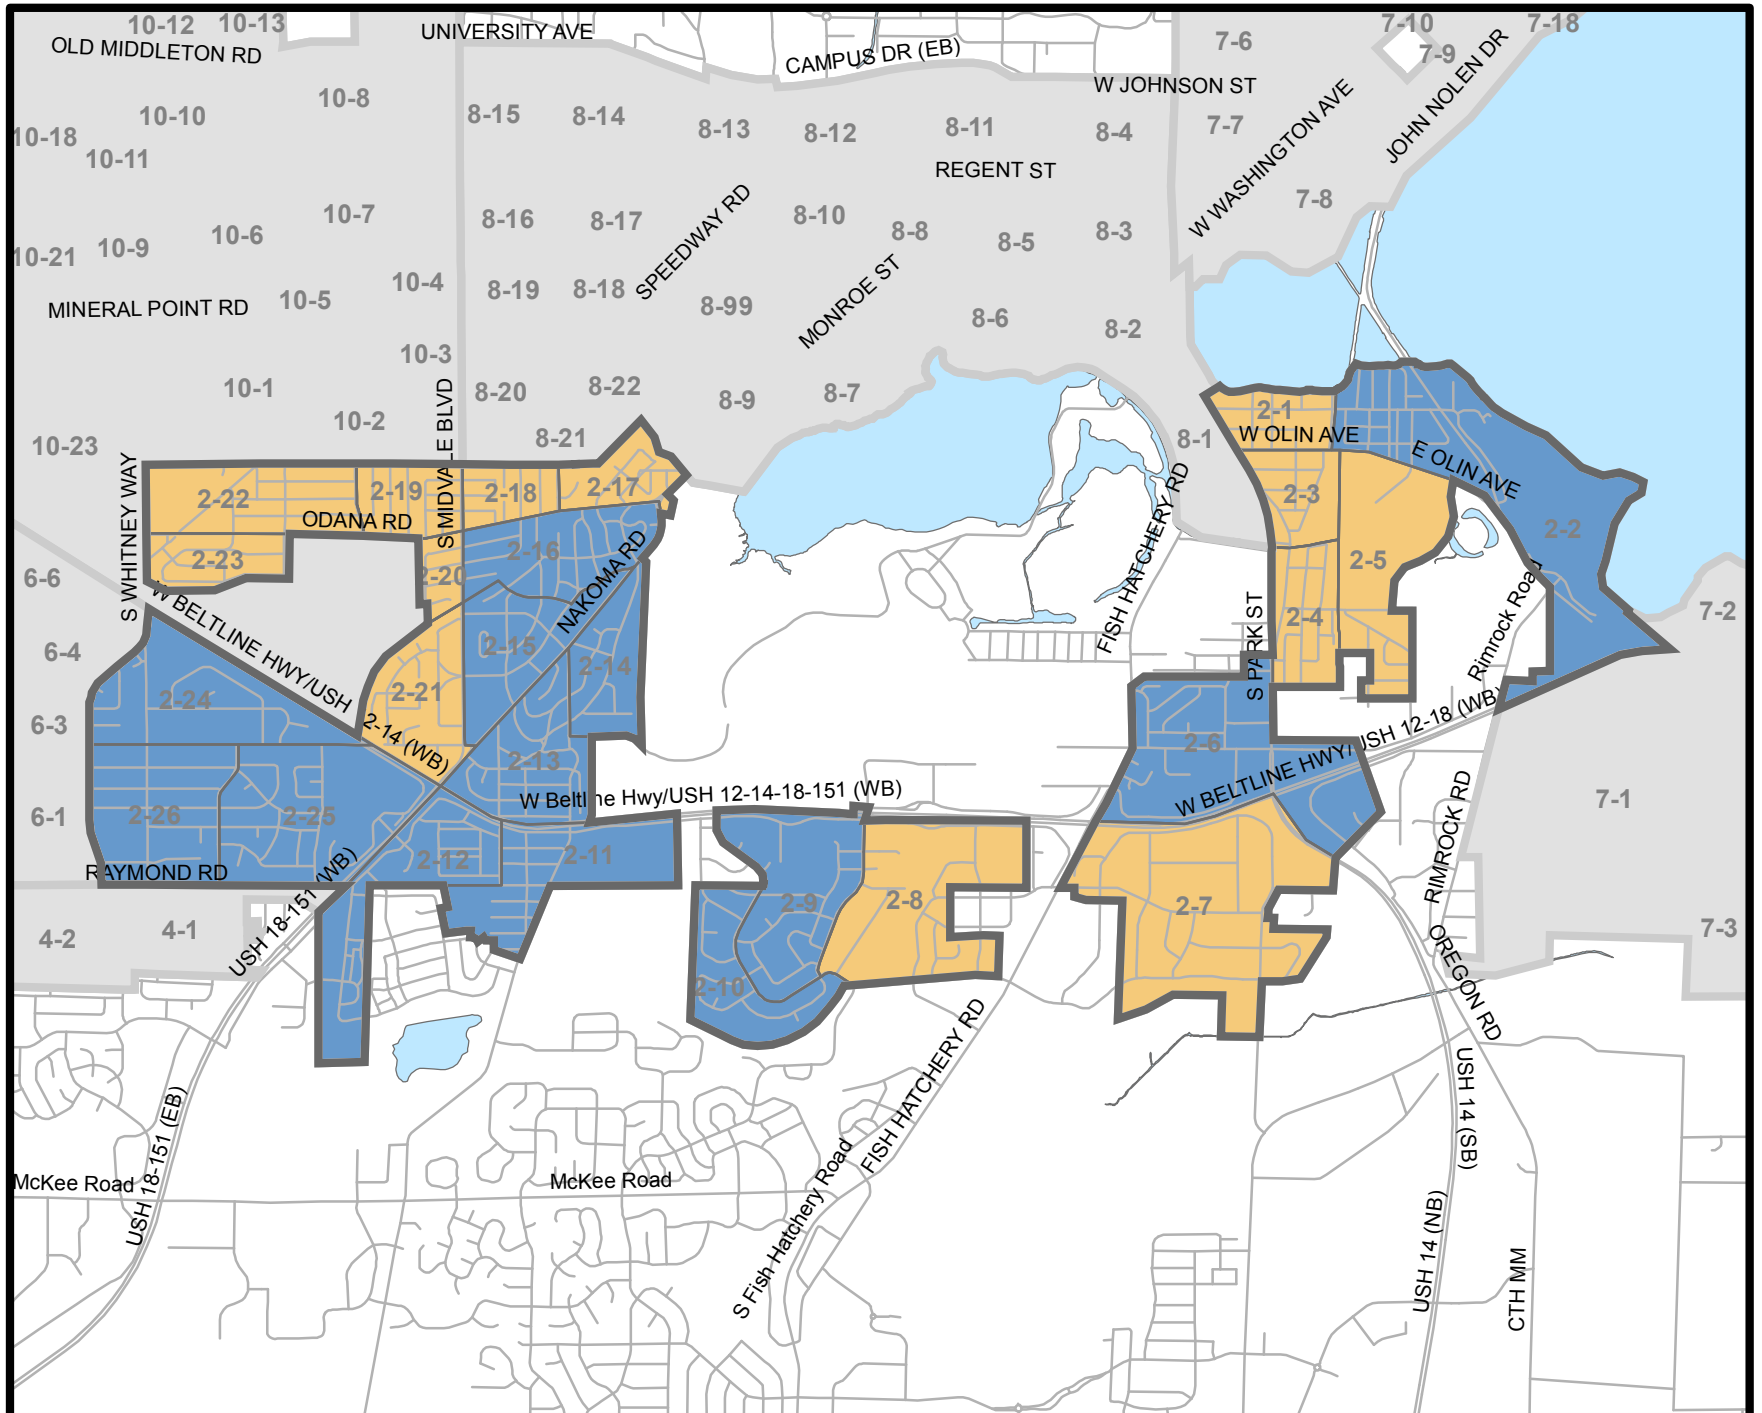 10-12
10-13
7-10
7-18
OLD MIDDLETON RD
UNIVERSITY AVE
CAMPUS DR (EB)
7-6
7-9
JOHN NOLEN DR
10-8
W JOHNSON ST
10-18
10-10
8-15
8-14
8-13
8-12
8-11
8-4
7-7
W WASHINGTON AVE
10-11
REGENT ST
7-8
10-7
8-16
8-17
SPEEDWAY RD
8-10
8-8
8-5
8-3
10-21
10-9
10-6
10-4
8-19
8-18
8-99
MONROE ST
MINERAL POINT RD
10-5
8-6
8-2
10-3
10-1
S MIDVALE BLVD
8-20
8-22
8-9
8-7
10-2
10-23
8-21
8-1
2-1
W OLIN AVE
E OLIN AVE
S WHITNEY WAY
2-22
2-19
2-18
2-17
2-3
ODANA RD
2-2
6-6
2-23
2-20
2-16
NAKOMA RD
FISH HATCHERY RD
2-5
W BELTLINE HWY/USH
2-4
S PARK ST
Rimrock Road
7-2
6-4
2-15
2-14
2-24
2-21
6-3
2-14 (WB)
2-13
2-6
W BELTLINE HWY/USH 12-18 (WB)
W Beltline Hwy/USH 12-14-18-151 (WB)
7-1
6-1
2-26
2-25
2-12
2-11
RIMROCK RD
RAYMOND RD
2-9
2-8
2-7
4-2
4-1
USH 18-151 (WB)
7-3
OREGON RD
2-10
FISH HATCHERY RD
USH 14 (SB)
USH 18-151 (EB)
McKee Road
McKee Road
S Fish Hatchery Road
USH 14 (NB)
CTH MM